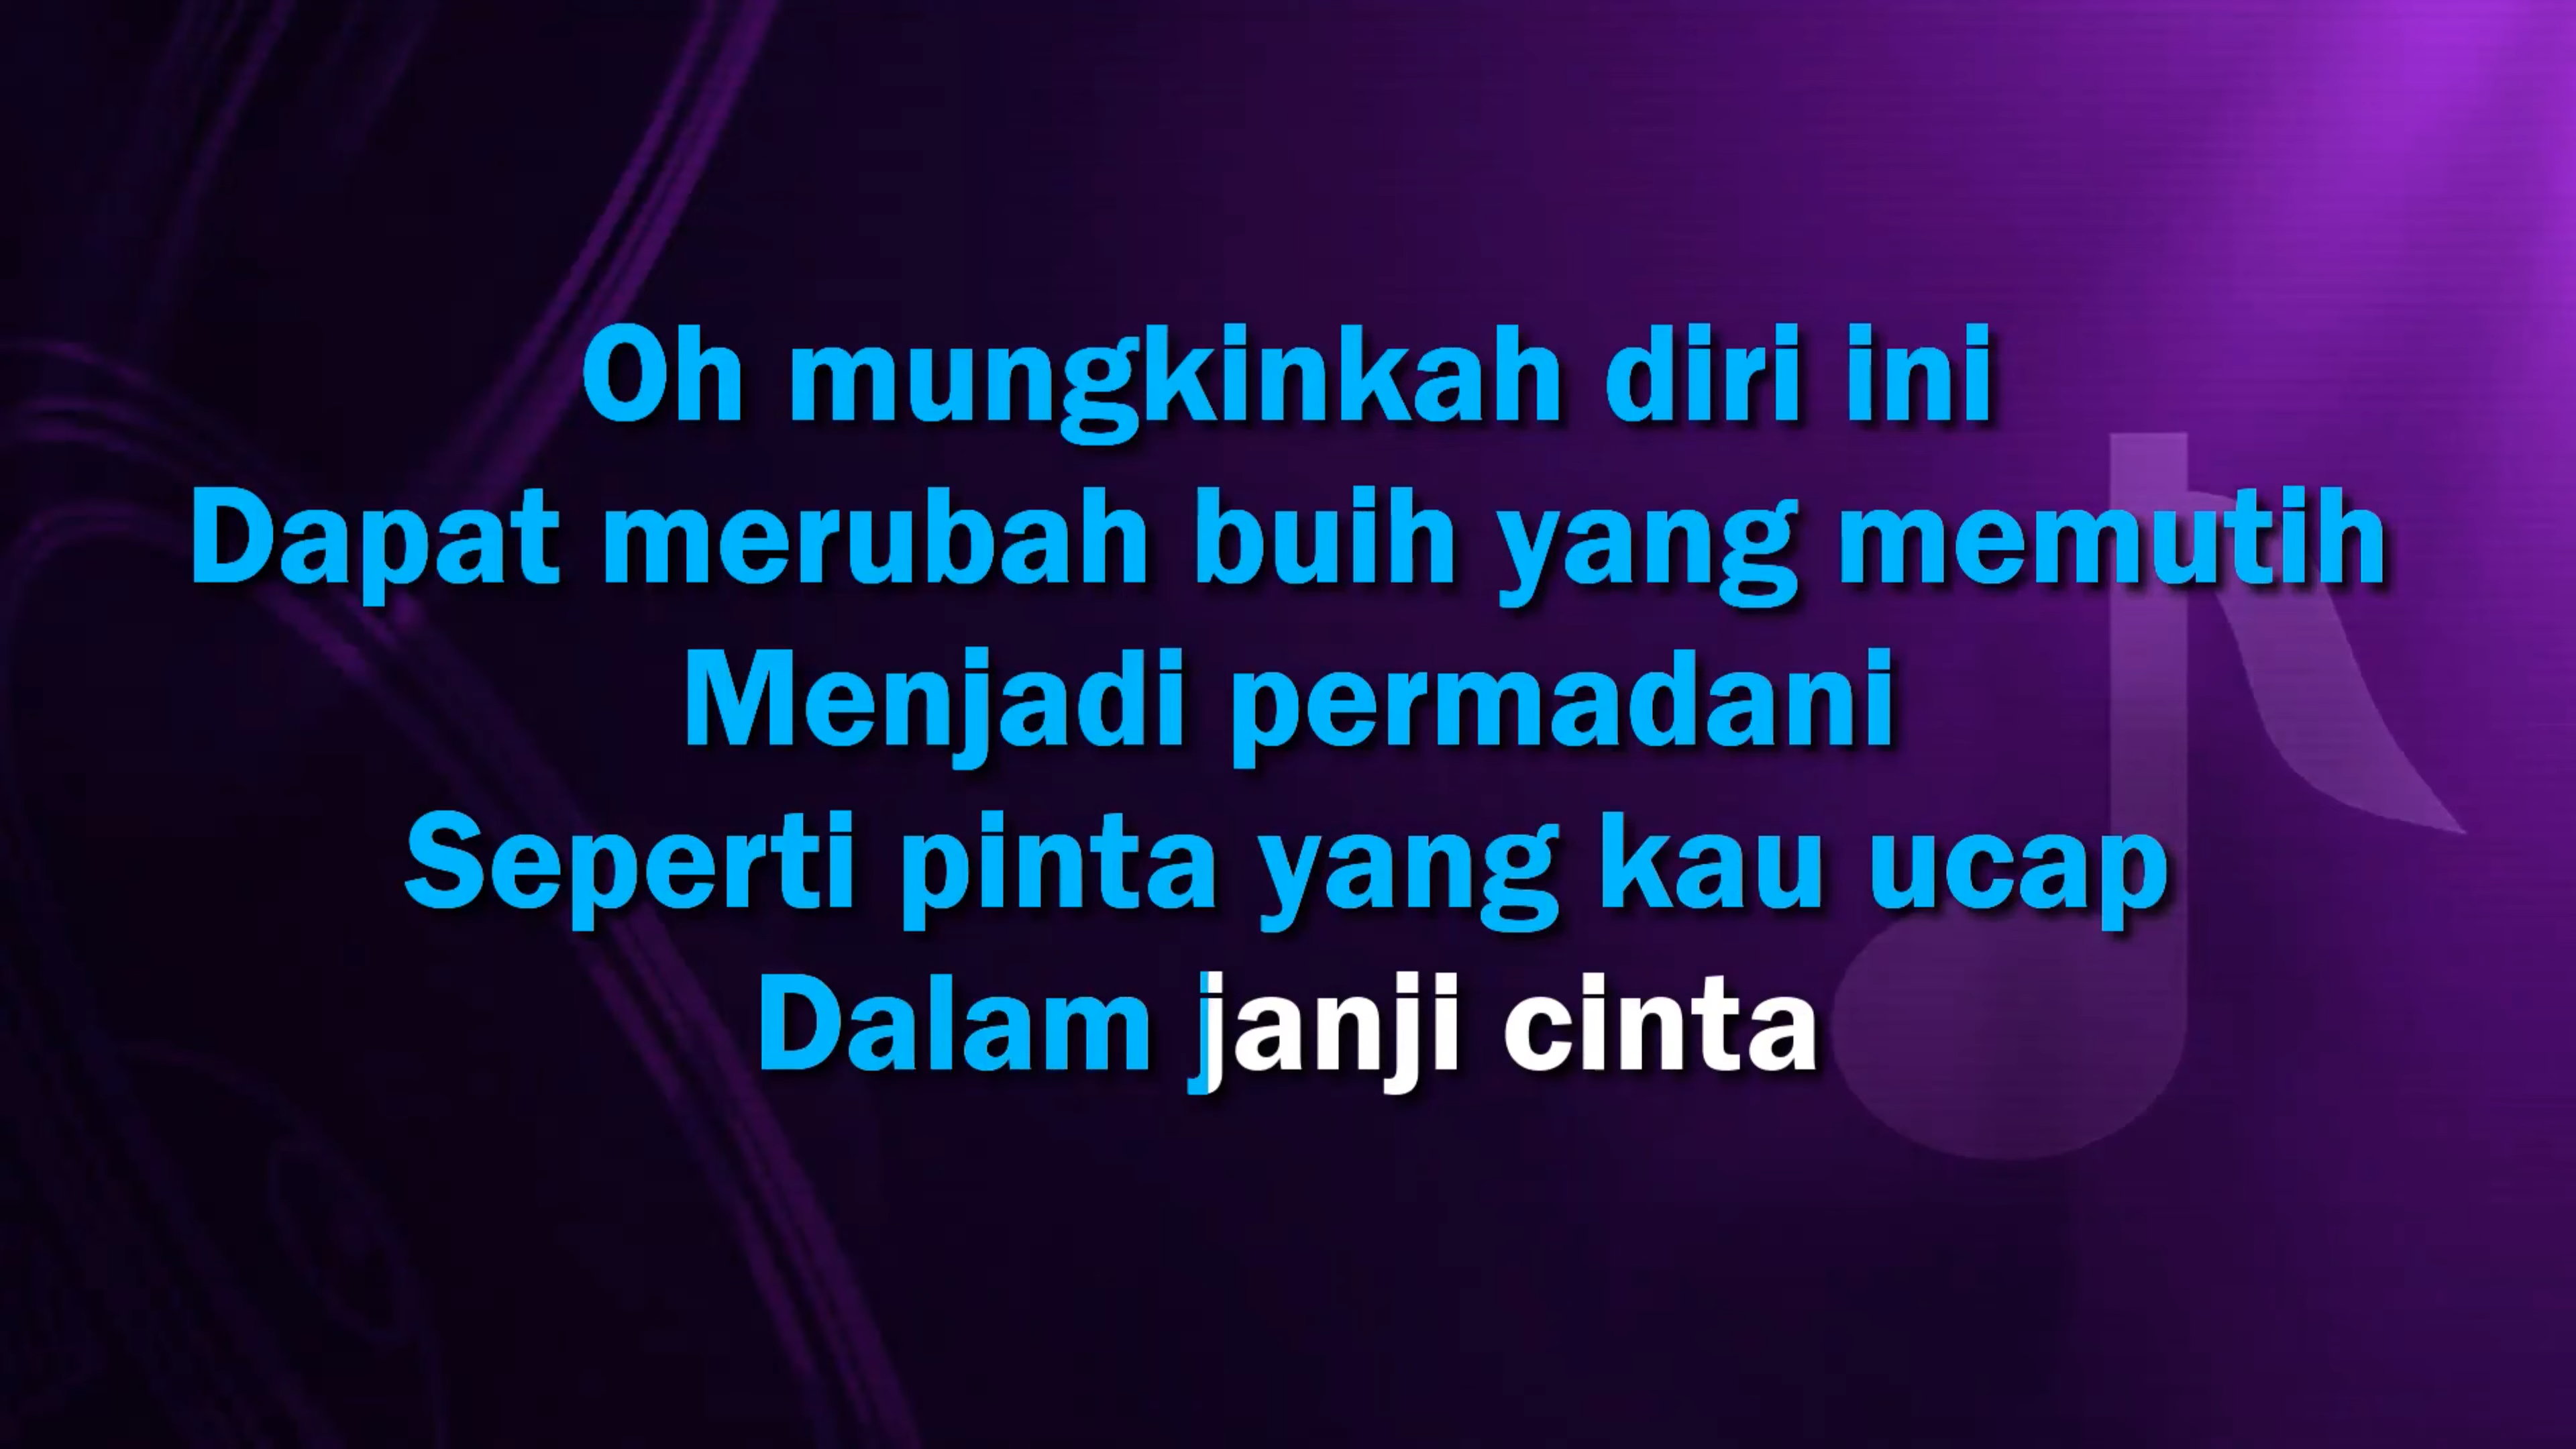 Oh mungkinkah diri ini
Dapat merubah buih yang memutih
Menjadi permadani
Seperti pinta yang kau ucap
Dalam janji cinta